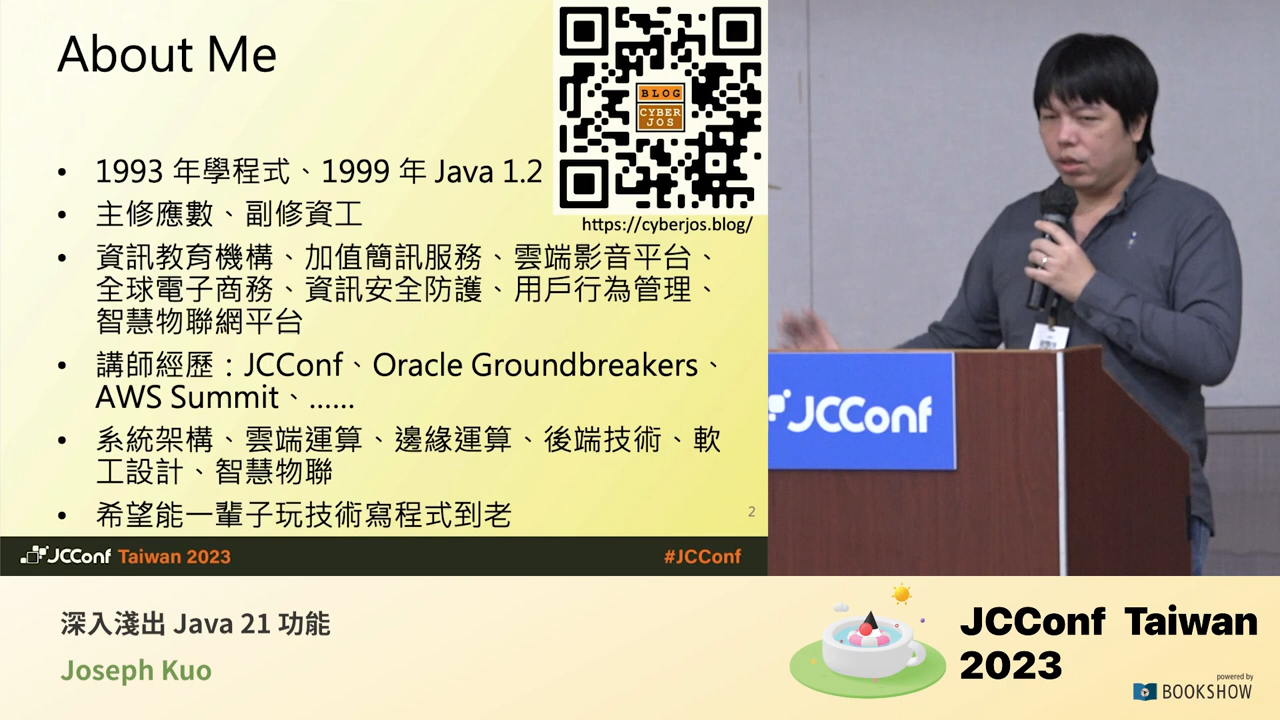 About Me
BLOG
CYBER
JOS
https://cyberjos.blog/
• 1993 年學程式、1999 年 Java 1.2
• 主修應數、副修資工
• 資訊教育機構、加值簡訊服務、雲端影音平台、
全球電子商務、資訊安全防護、用戶行為管理、
智慧物聯網平台
• 講師經歷：JCConf、Oracle Groundbreakers、
AWS Summit、……
• 系統架構、雲端運算、邊緣運算、後端技術、軟
工設計、智慧物聯
• 希望能一輩子玩技術寫程式到老
2
JCConf Taiwan 2023
#JCConf
JCConf
深入淺出 Java 21 功能
Joseph Kuo
JCConf Taiwan
2023
powered by
BOOKSHOW